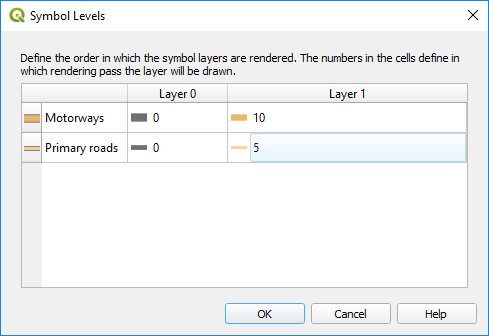 Symbol Levels
Define the order in which the symbol layers are rendered. The numbers in the cells define in
which rendering pass the layer will be drawn.
Layer 0 Layer 1
Motorways 0 10
Primary roads 0 5
OK Cancel Help